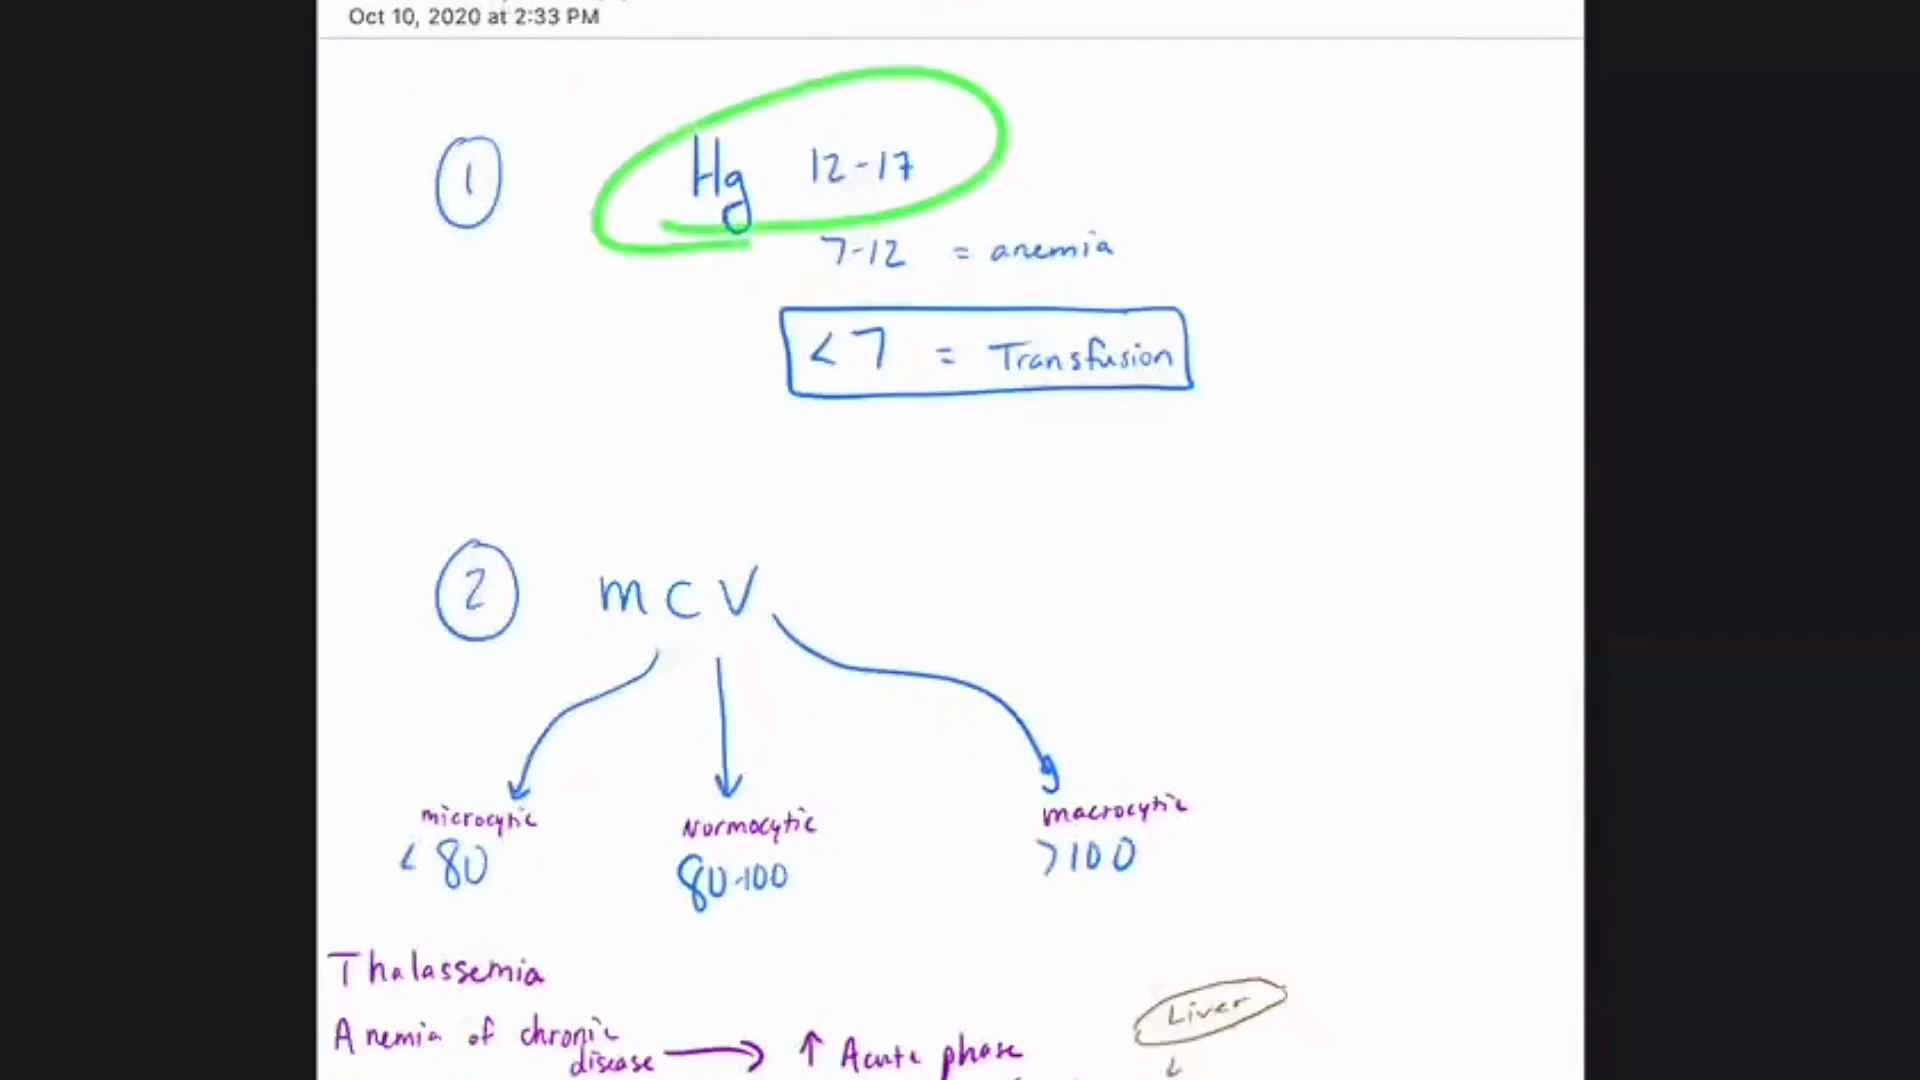 Oct 10, 2020 at 2:33 PM
1 Hg 12-17
7-12 = anemia
<7 = Transfusion
2 mcV
microcytic Normocytic macrocytic
<80 80-100 >100
Thalassemia
Liver
Anemia of chronic
disease → ↑ Acute phase